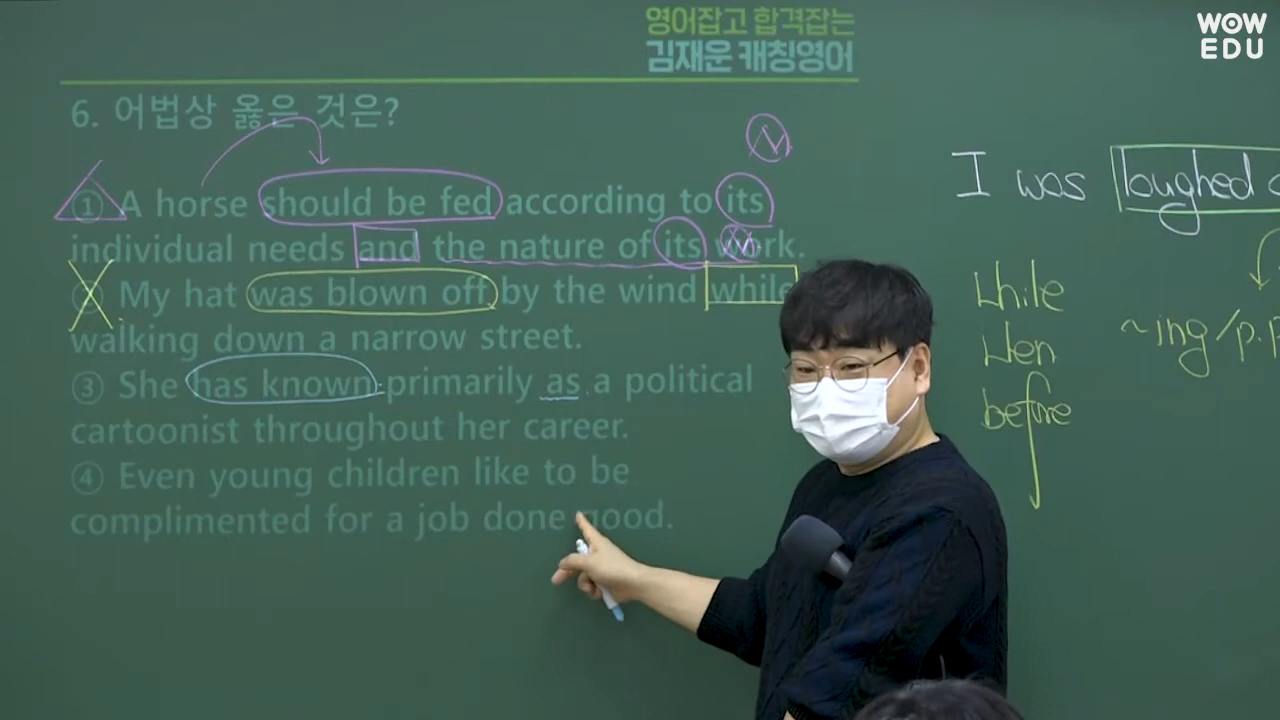 WOW
EDU
영어잡고 합격잡는
김재운 캐칭영어
6. 어법상 옳은 것은?
① A horse should be fed according to its
individual needs and the nature of its work.
② My hat was blown off by the wind while
walking down a narrow street.
③ She has known primarily as a political
cartoonist throughout her career.
④ Even young children like to be
complimented for a job done good.
N
N
I was laughed
while
when
before
~ing/p.p